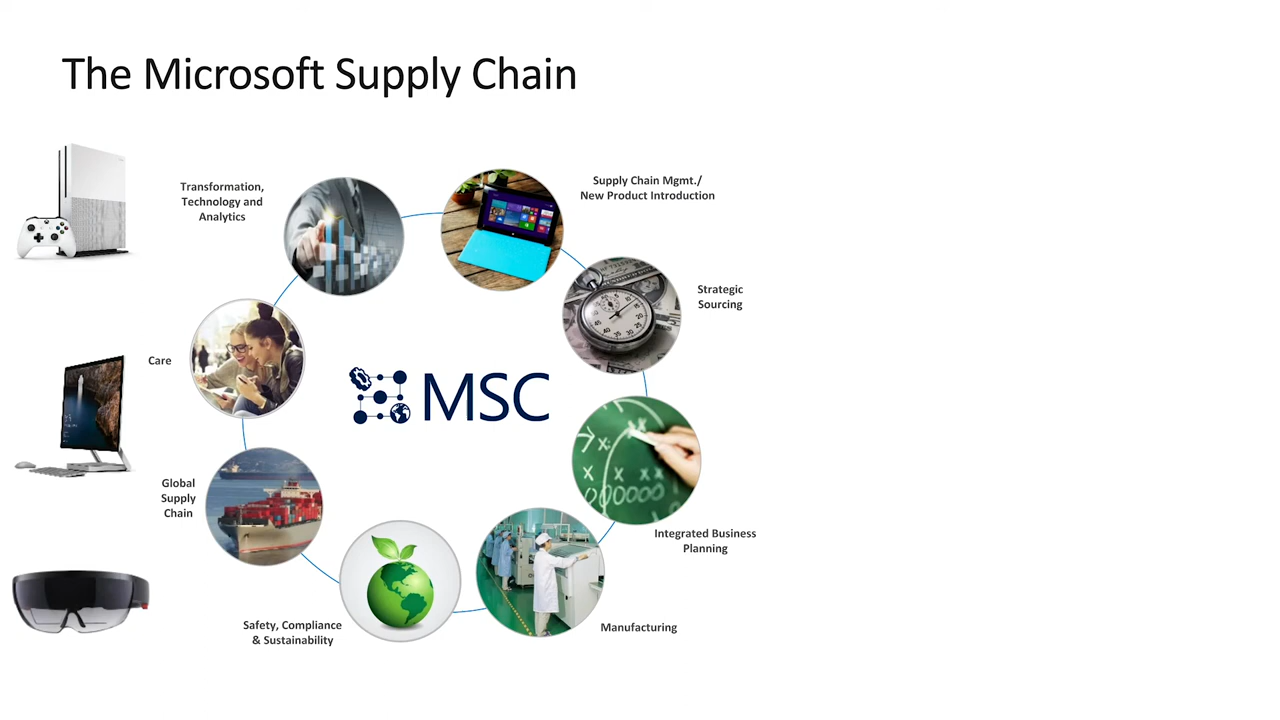 The Microsoft Supply Chain
Transformation,
Technology and
Analytics
Supply Chain Mgmt./
New Product Introduction
Strategic
Sourcing
Care
MSC
Global
Supply
Chain
Integrated Business
Planning
Safety, Compliance
& Sustainability
Manufacturing